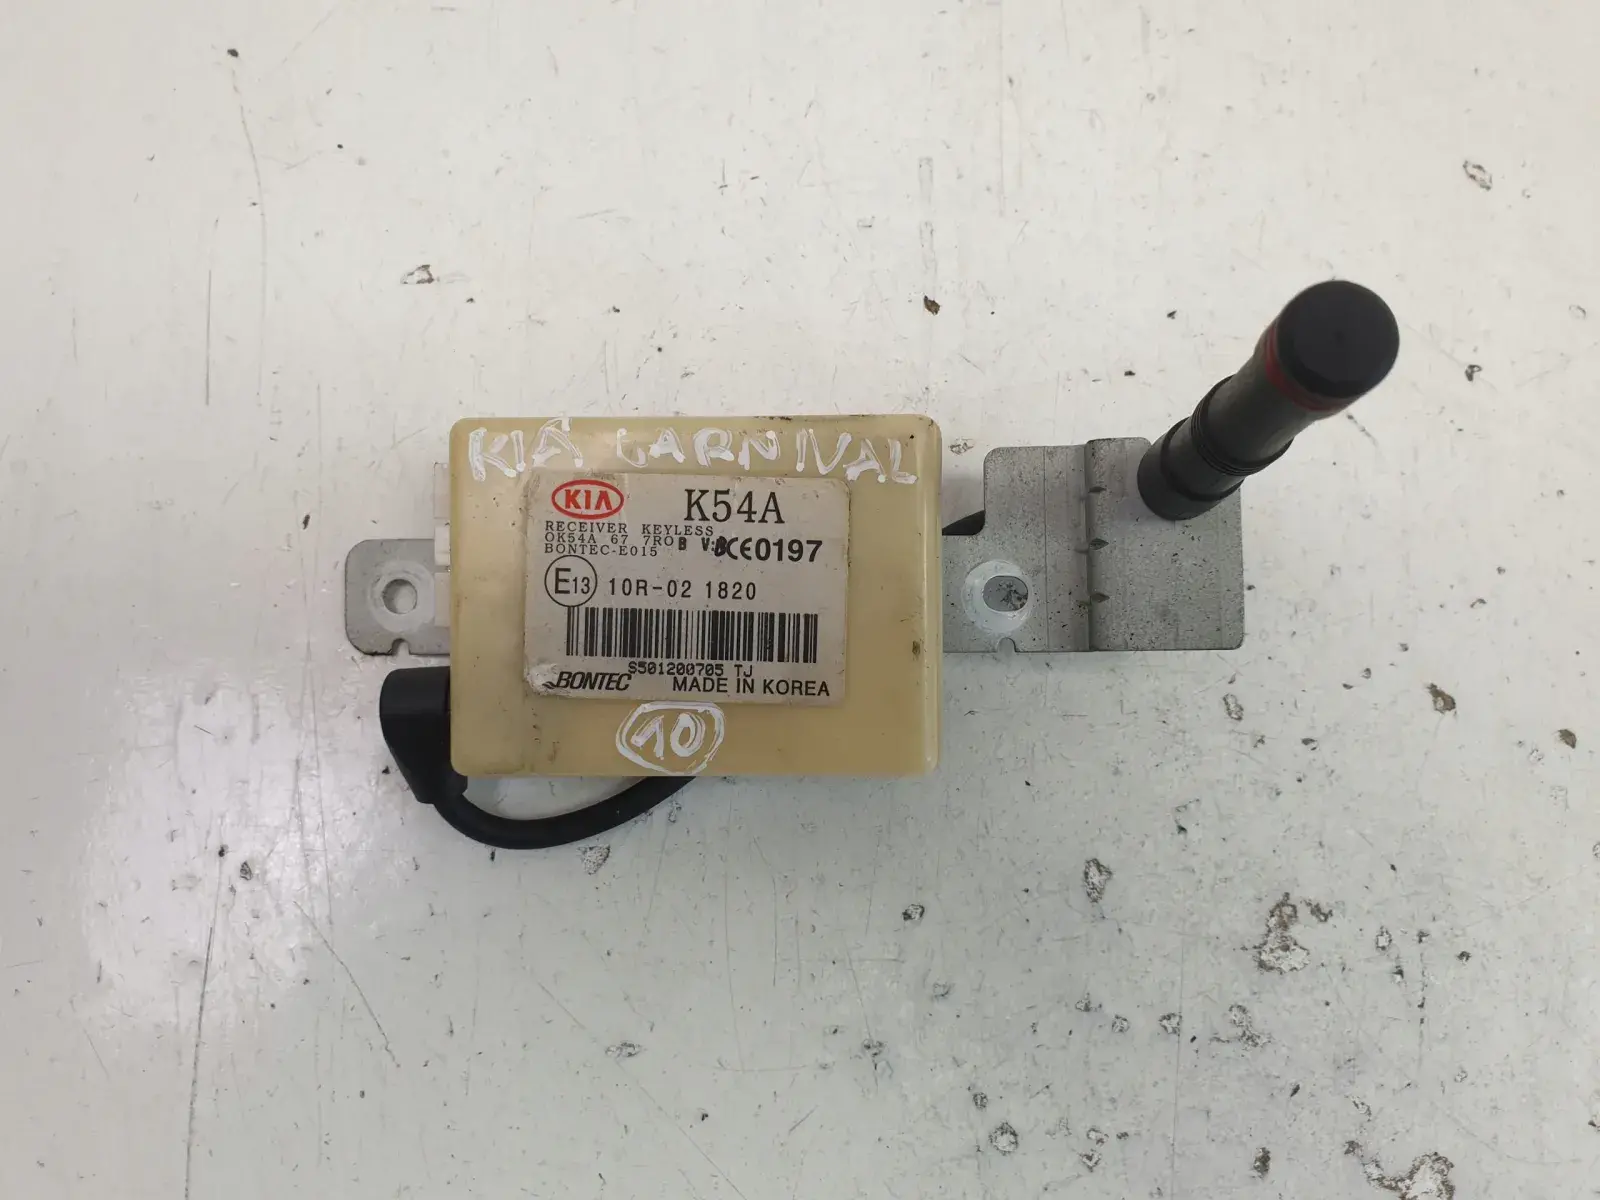 KIA CARNIVAL
KIA K54A
RECEIVER KEYLESS
OK54A 67 7RO B V:B CE0197
BONTEC-E015
E13 10R-02 1820
S501200705 TJ
BONTEC MADE IN KOREA
10